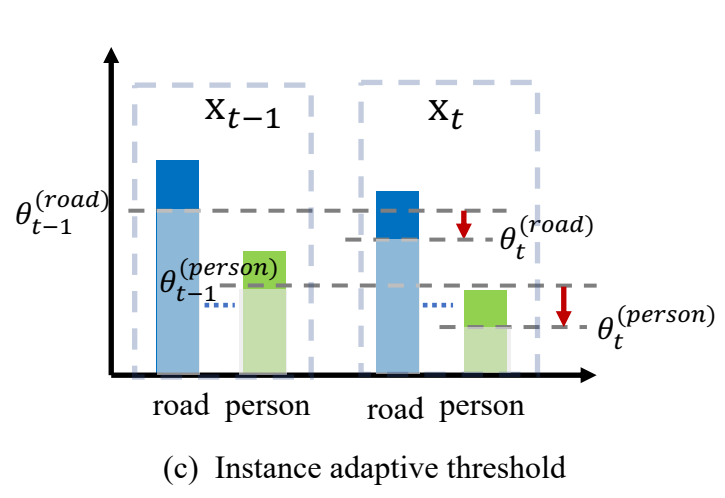 x_{t−1} x_t
θ_{t−1}^{(road)}
θ_t^{(road)}
θ_{t−1}^{(person)}
θ_t^{(person)}
road person road person
(c) Instance adaptive threshold